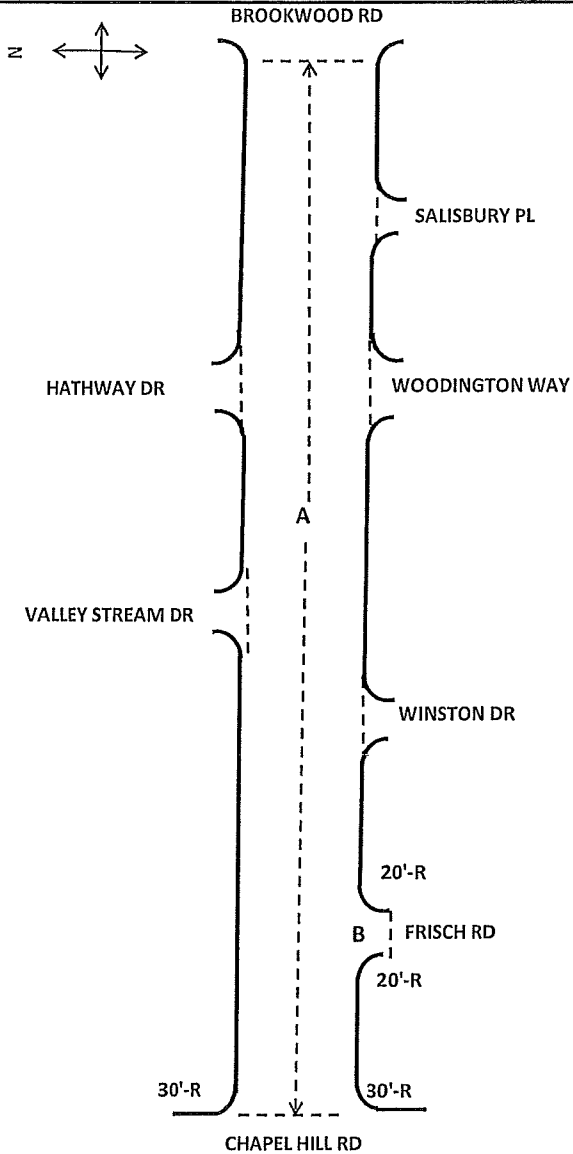 BROOKWOOD RD
N
SALISBURY PL
HATHWAY DR
WOODINGTON WAY
A
VALLEY STREAM DR
WINSTON DR
20'-R
B
FRISCH RD
20'-R
30'-R
30'-R
CHAPEL HILL RD